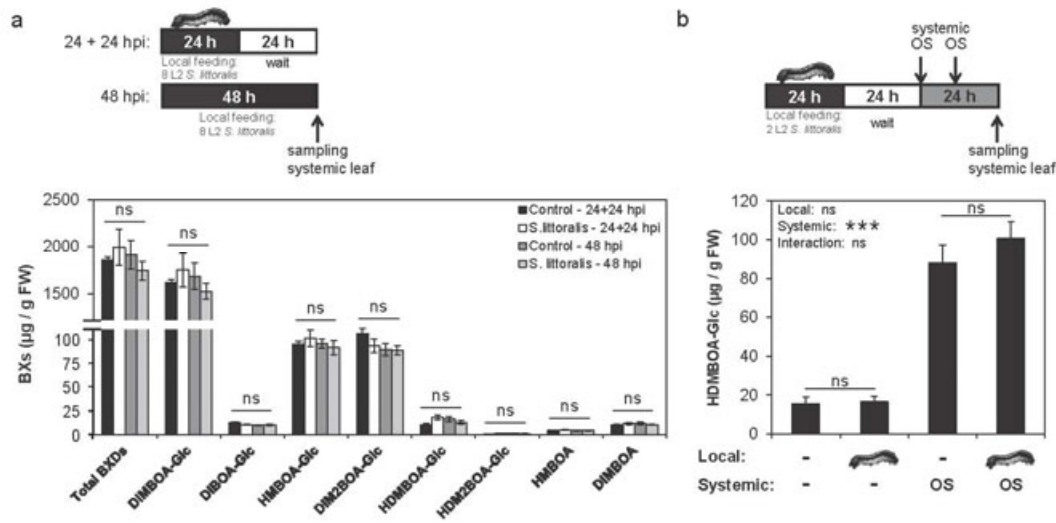 a
24 + 24 hpi:
24 h
24 h
Local feeding:
8 L2 S. littoralis
wait
48 hpi:
48 h
Local feeding:
8 L2 S. littoralis
sampling
systemic leaf
BXs (µg / g FW)
2500
2000
1500
100
75
50
25
0
ns
ns
ns
ns
ns
ns
ns
ns
ns
Control - 24+24 hpi
S.littoralis - 24+24 hpi
Control - 48 hpi
S. littoralis - 48 hpi
Total BXDs
DIMBOA-Glc
DIBOA-Glc
HMBOA-Glc
DIM2BOA-Glc
HDMBOA-Glc
HDM2BOA-Glc
HMBOA
DIMBOA
b
systemic
OS OS
24 h
24 h
24 h
Local feeding:
2 L2 S. littoralis
wait
sampling
systemic leaf
HDMBOA-Glc (µg / g FW)
120
100
80
60
40
20
0
Local: ns
Systemic: ***
Interaction: ns
ns
ns
Local: - -
Systemic: - - OS OS